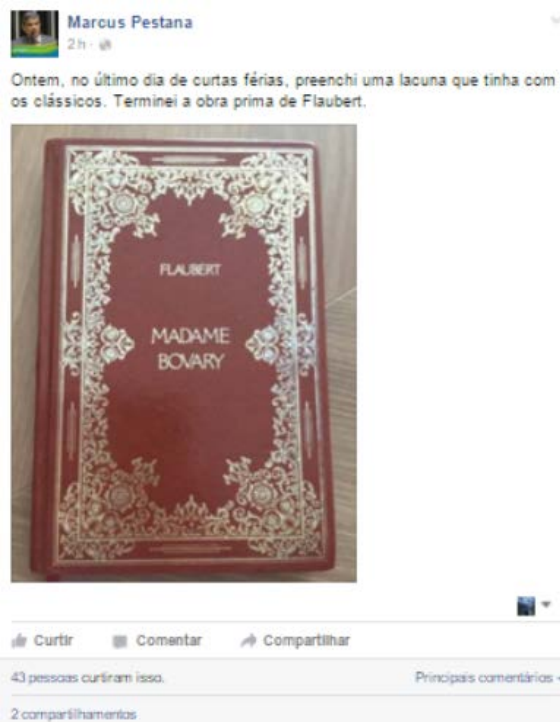 Marcus Pestana
2 h ·
Ontem, no último dia de curtas férias, preenchi uma lacuna que tinha com
os clássicos. Terminei a obra prima de Flaubert.
FLAUBERT
MADAME
BOVARY
Curtir Comentar Compartilhar
43 pessoas curtiram isso. Principais comentários
2 compartilhamentos